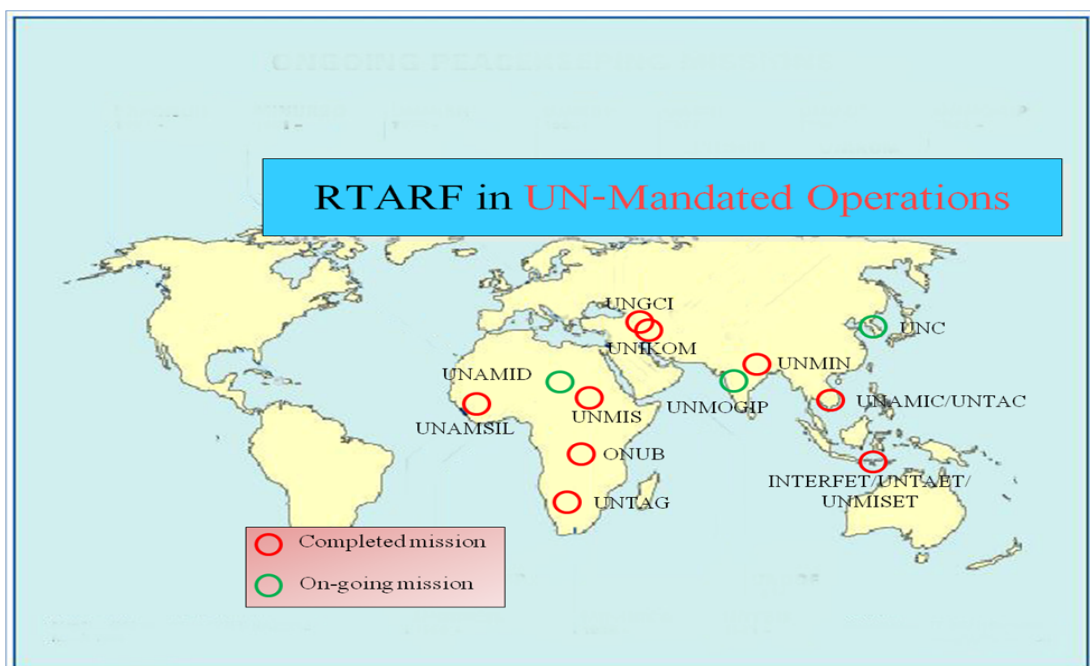 RTARF in UN-Mandated Operations
UNGCI
UNC
UNIKOM
UNMIN
UNAMID
UNMOGIP
UNAMIC/UNTAC
UNMIS
UNAMSIL
ONUB
INTERFET/UNTAET/
UNMISET
UNTAG
Completed mission
On-going mission